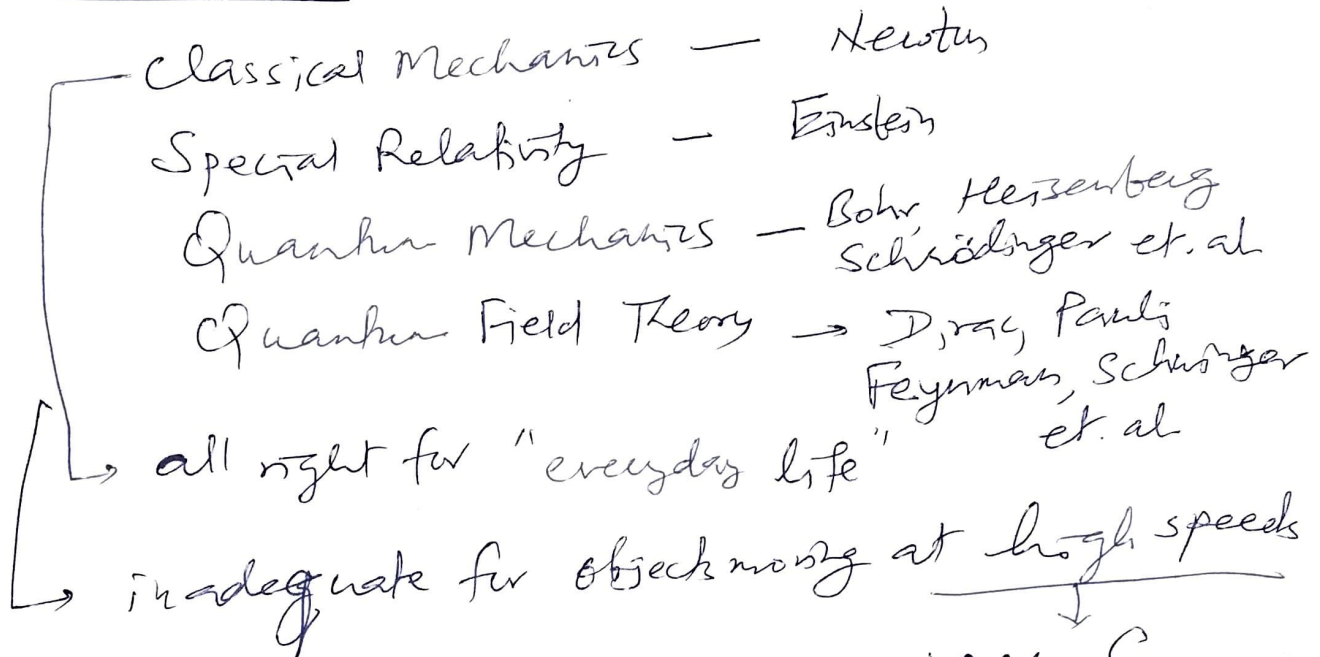 Classical Mechanics — Newton
Special Relativity — Einstein
Quantum Mechanics — Bohr, Heisenberg
Schrödinger et. al
Quantum Field Theory → Dirac, Pauli
Feynman, Schwinger
et. al
→ all right for "everyday life"
→ inadequate for objects moving at high speeds